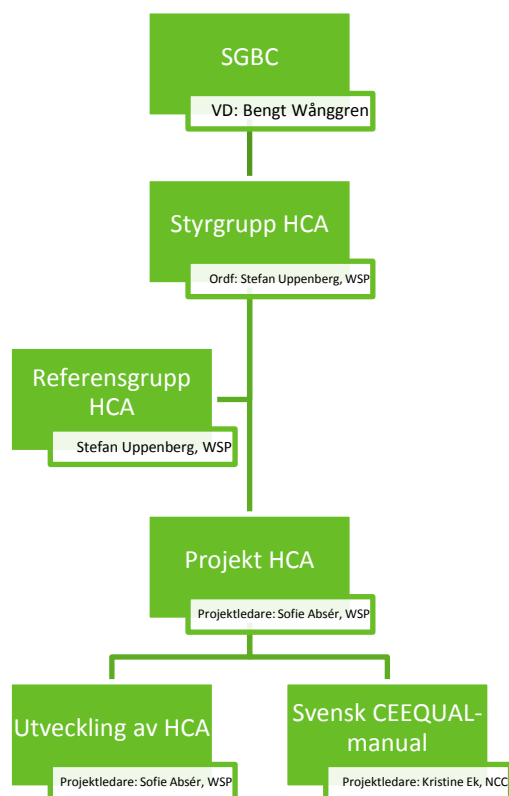 SGBC
VD: Bengt Wånggren
Styrgrupp HCA
Ordf: Stefan Uppenberg, WSP
Referensgrupp
HCA
Stefan Uppenberg, WSP
Projekt HCA
Projektledare: Sofie Absér, WSP
Utveckling av HCA
Projektledare: Sofie Absér, WSP
Svensk CEEQUAL-
manual
Projektledare: Kristine Ek, NCC